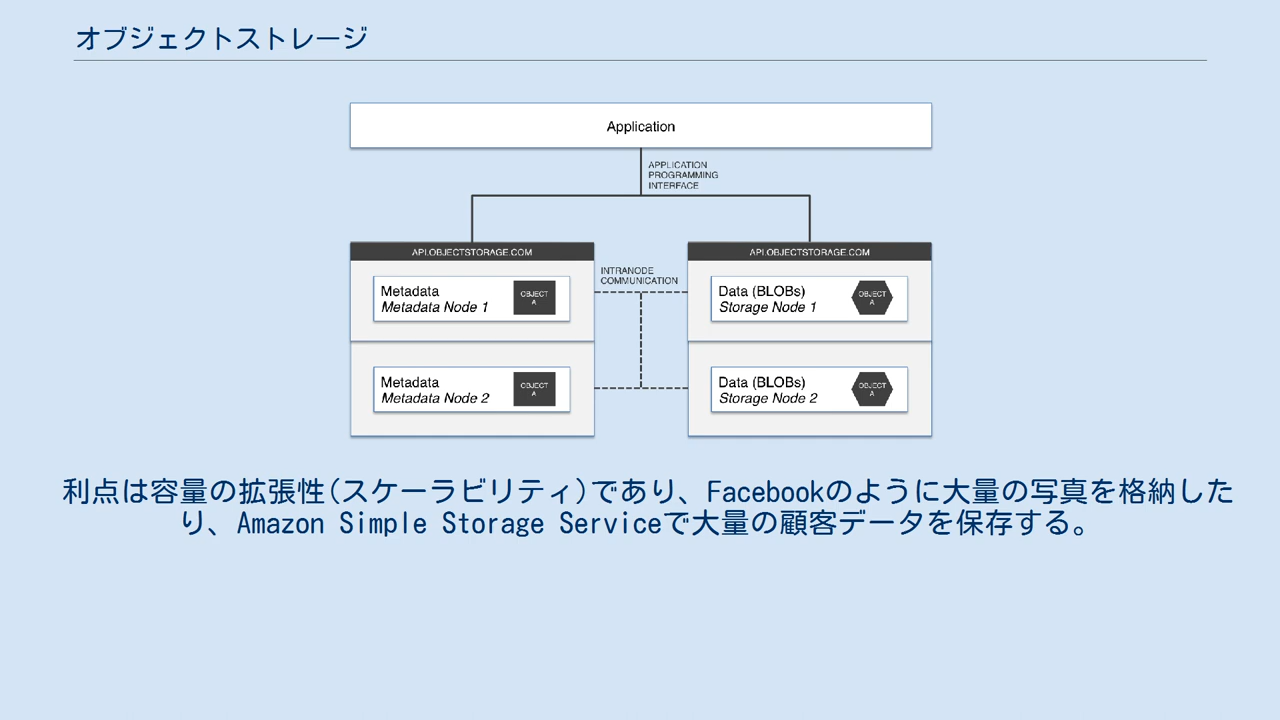 オブジェクトストレージ
Application
APPLICATION
PROGRAMMING
INTERFACE
API.OBJECTSTORAGE.COM
API.OBJECTSTORAGE.COM
INTRANODE
COMMUNICATION
Metadata
Metadata Node 1
OBJECT
A
Data (BLOBs)
Storage Node 1
OBJECT
A
Metadata
Metadata Node 2
OBJECT
A
Data (BLOBs)
Storage Node 2
OBJECT
A
利点は容量の拡張性(スケーラビリティ)であり、Facebookのように大量の写真を格納した
り、Amazon Simple Storage Serviceで大量の顧客データを保存する。